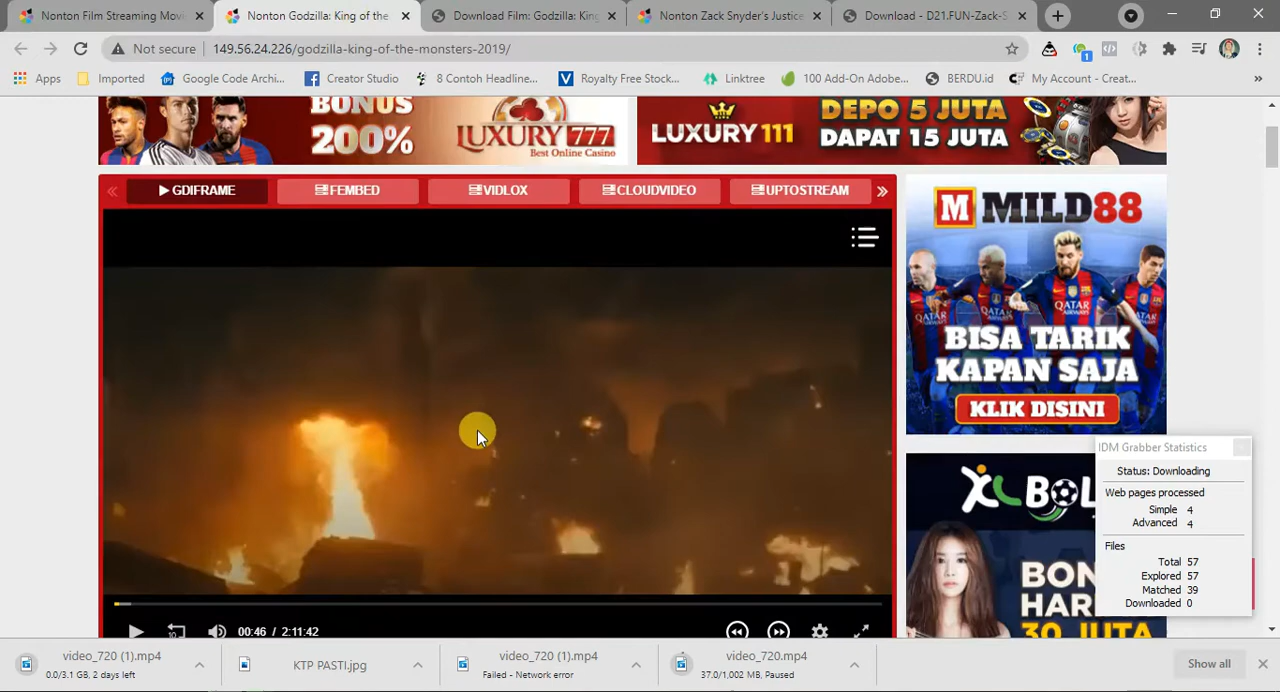 Nonton Film Streaming Movi
Nonton Godzilla: King of the
Download Film: Godzilla: King
Nonton Zack Snyder's Justice
Download - D21.FUN-Zack-S
Not secure
149.56.24.226/godzilla-king-of-the-monsters-2019/
Apps
Imported
Google Code Archi...
Creator Studio
8 Contoh Headline...
Royalty Free Stock...
Linktree
100 Add-On Adobe...
BERDU.id
My Account - Creat...
BONUS
200%
LUXURY 777
Best Online Casino
LUXURY 111
DEPO 5 JUTA
DAPAT 15 JUTA
GDIFRAME
FEMBED
VIDLOX
CLOUDVIDEO
UPTOSTREAM
M MILD88
BISA TARIK
KAPAN SAJA
KLIK DISINI
IDM Grabber Statistics
Status: Downloading
Web pages processed
Simple 4
Advanced 4
Files
Total 57
Explored 57
Matched 39
Downloaded 0
10
00:46 / 2:11:42
30 JUTA
video_720 (1).mp4
0.0/3.1 GB, 2 days left
KTP PASTI.jpg
video_720 (1).mp4
Failed - Network error
video_720.mp4
37.0/1,002 MB, Paused
Show all